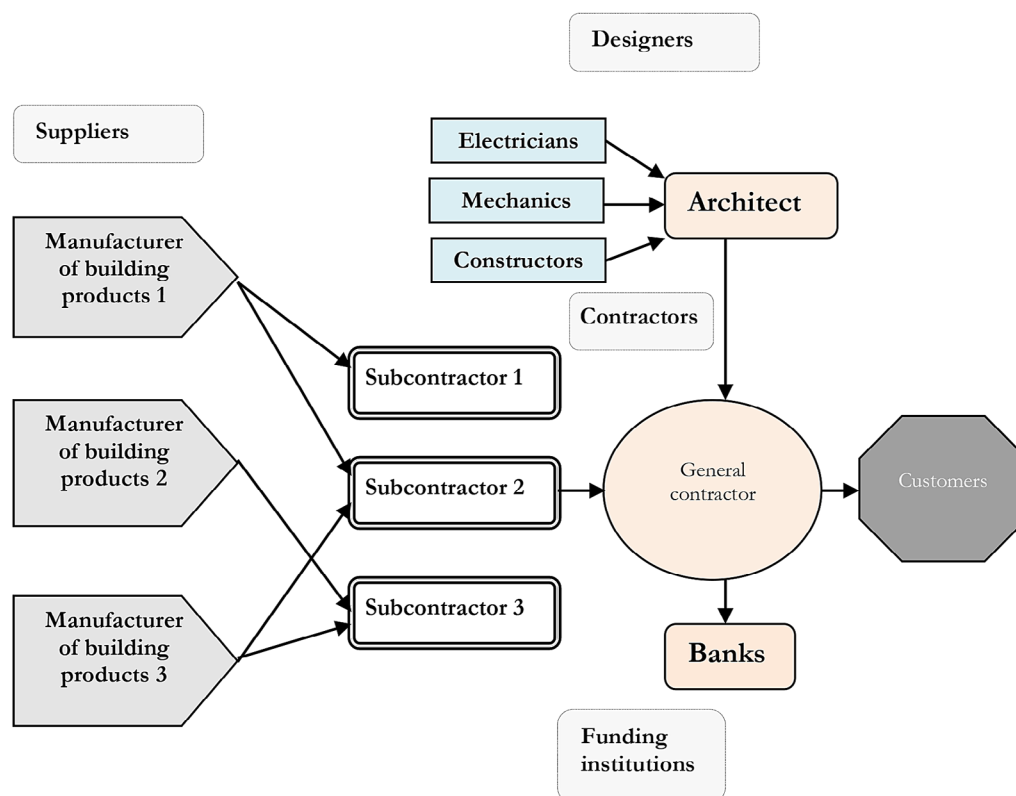 Designers
Suppliers
Electricians
Mechanics
Architect
Constructors
Manufacturer
of building
products 1
Contractors
Subcontractor 1
Manufacturer
of building
products 2
Subcontractor 2
General
contractor
Customers
Manufacturer
of building
products 3
Subcontractor 3
Banks
Funding
institutions